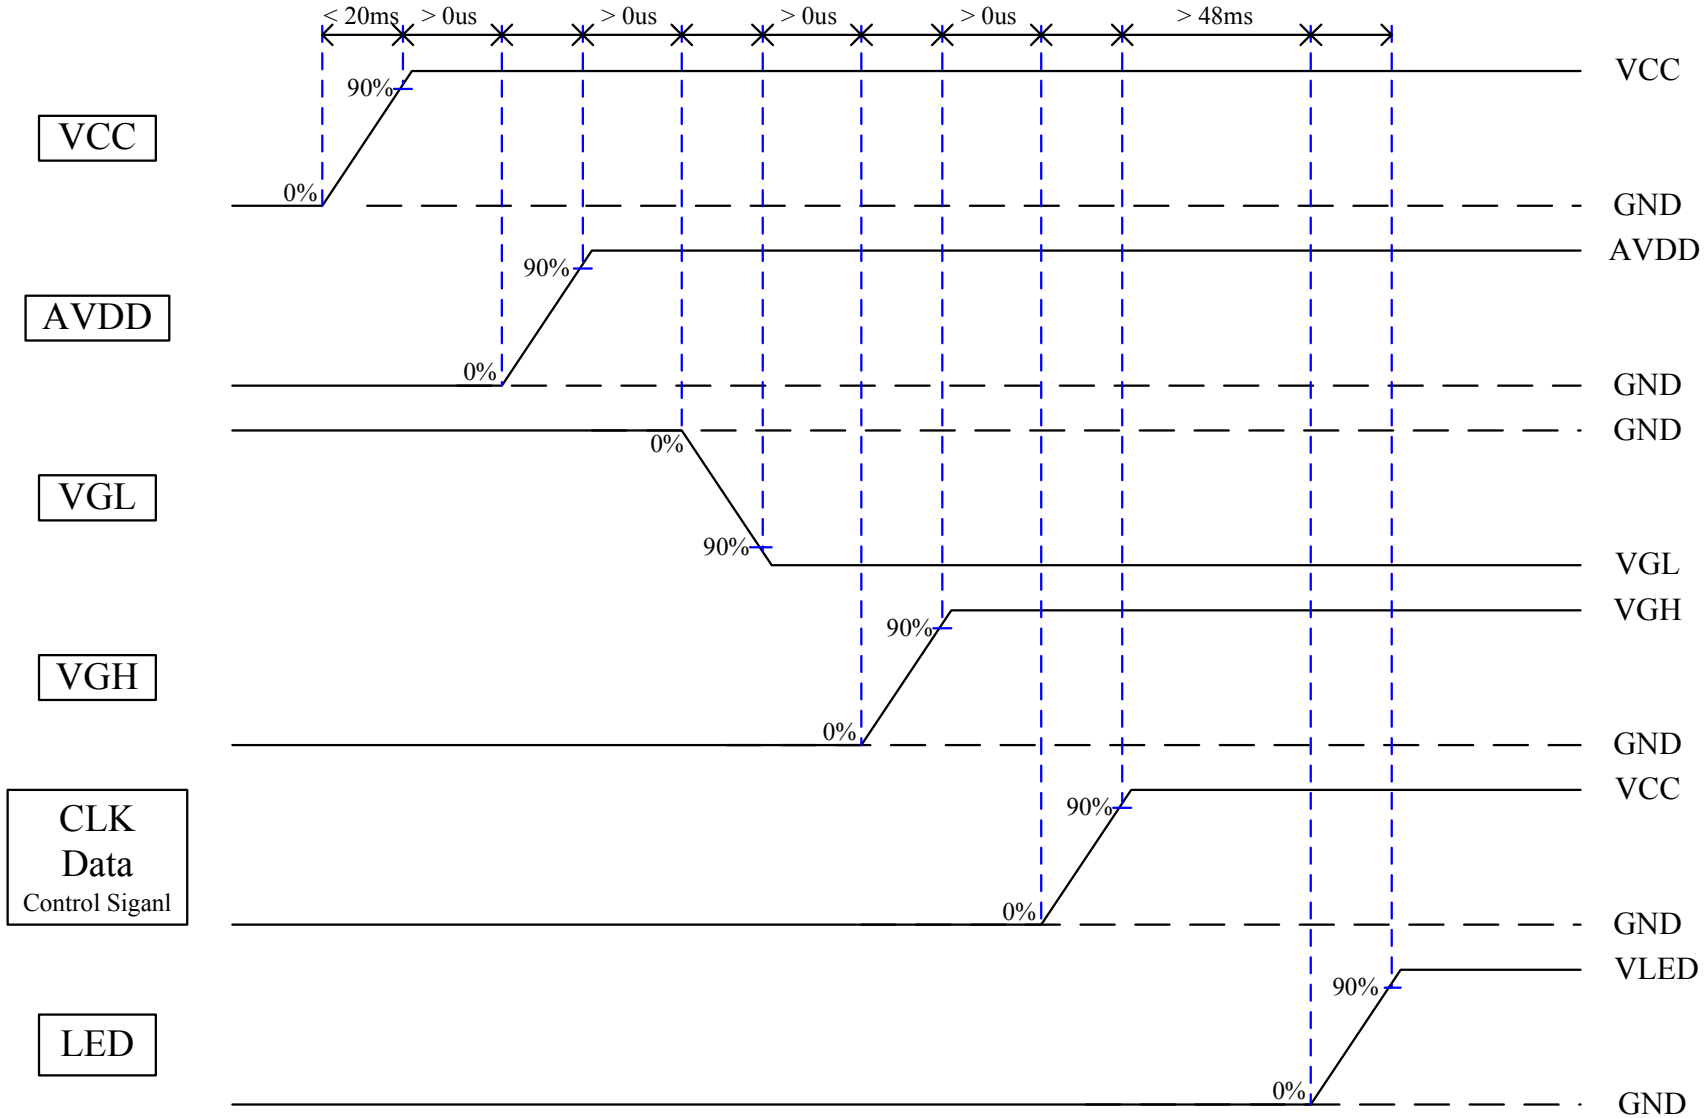 < 20ms > 0us > 0us > 0us > 0us > 48ms
VCC
90%
VCC
0%
GND
AVDD
90%
AVDD
0%
GND
GND
0%
VGL
90%
VGL
VGH
90%
VGH
0%
GND
VCC
90%
CLK
Data
Control Siganl
0%
GND
VLED
90%
LED
0%
GND